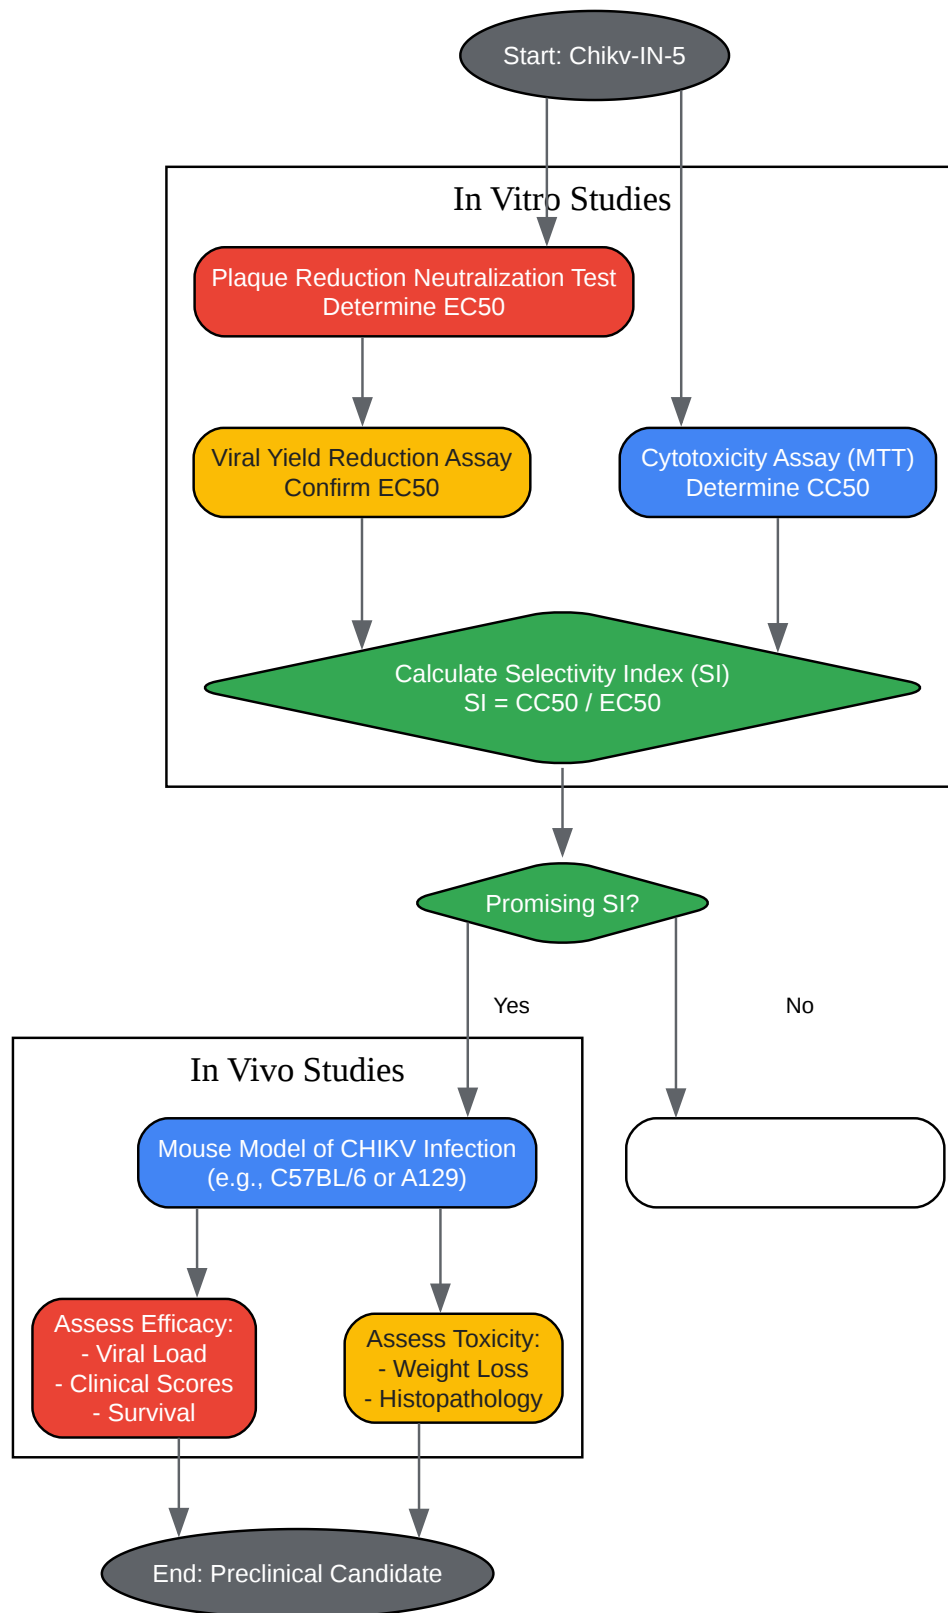 Start: Chikv-IN-5
In Vitro Studies
Plaque Reduction Neutralization Test
Determine EC50
Viral Yield Reduction Assay
Confirm EC50
Cytotoxicity Assay (MTT)
Determine CC50
Calculate Selectivity Index (SI)
SI = CC50 / EC50
Promising SI?
Yes
No
In Vivo Studies
Mouse Model of CHIKV Infection
(e.g., C57BL/6 or A129)
Assess Efficacy:
- Viral Load
- Clinical Scores
- Survival
Assess Toxicity:
- Weight Loss
- Histopathology
End: Preclinical Candidate